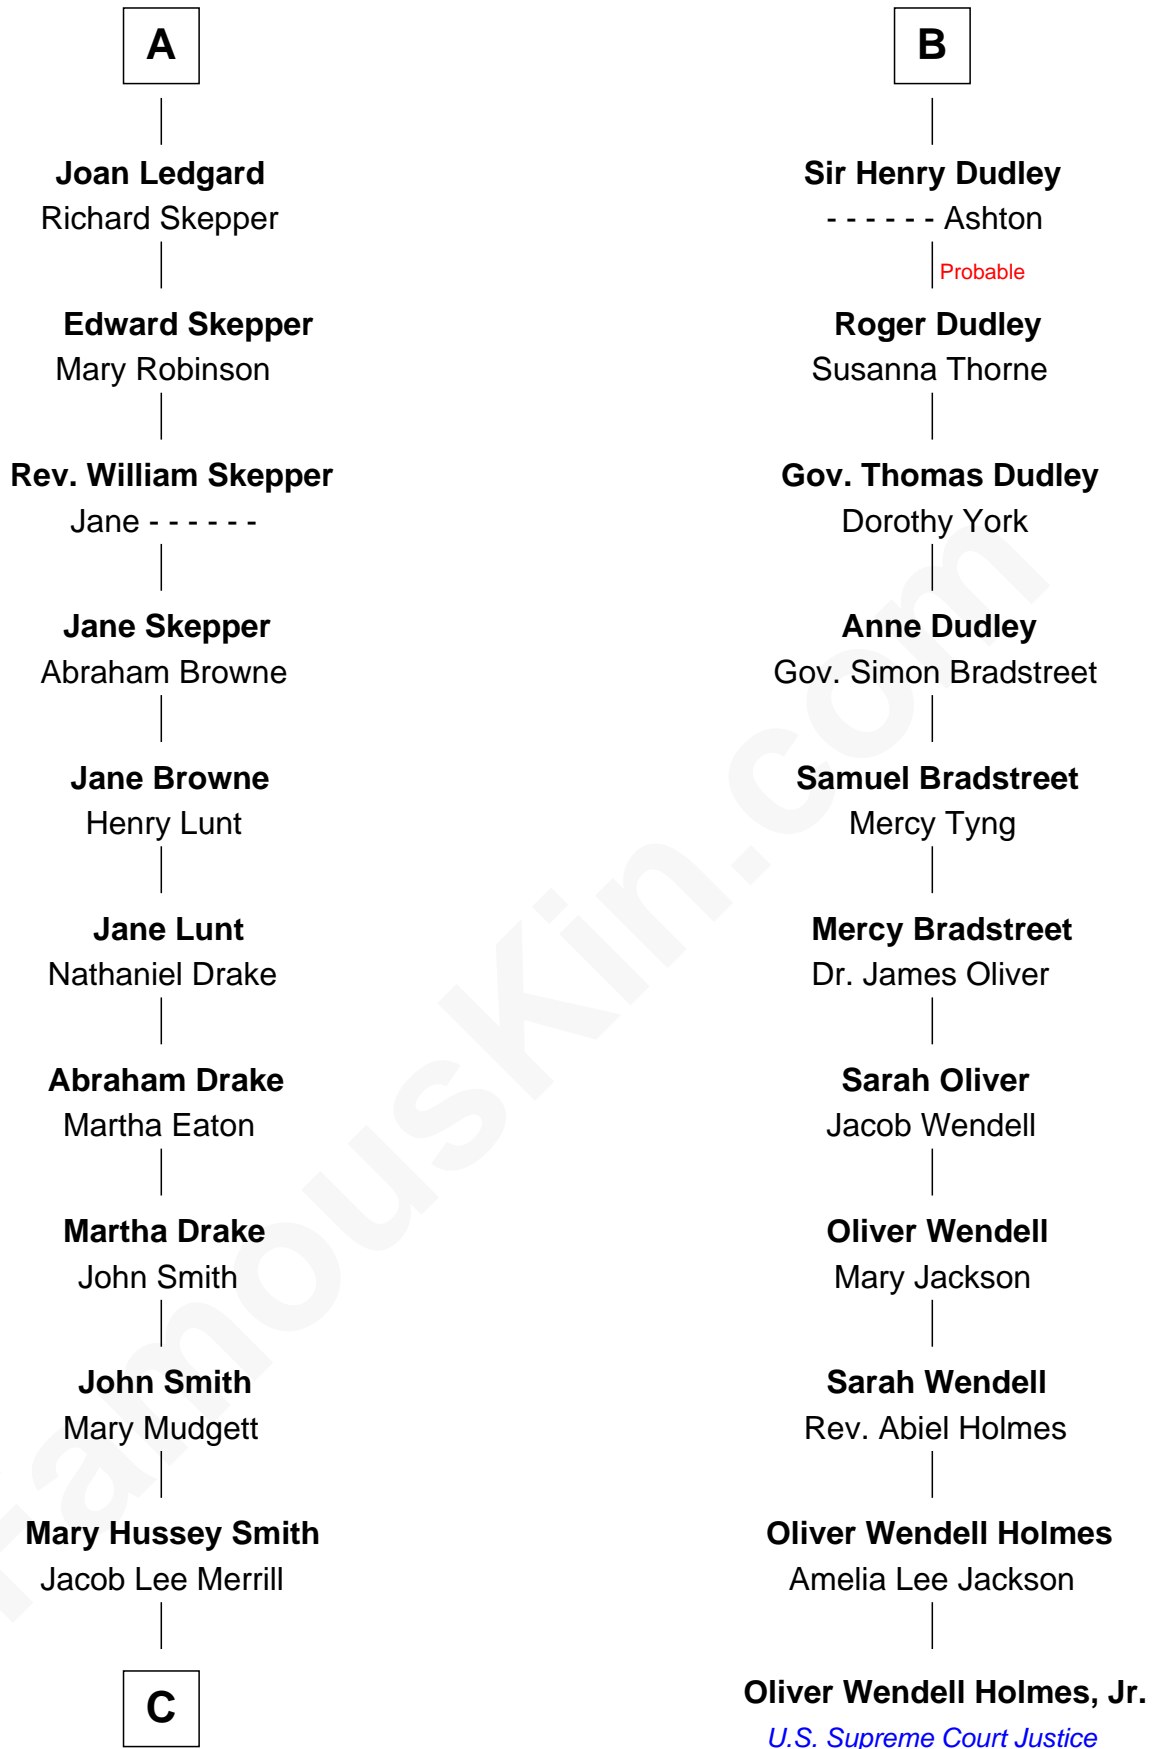 A
Joan Ledgard
Richard Skepper
Edward Skepper
Mary Robinson
Rev. William Skepper
Jane - - - - - -
Jane Skepper
Abraham Browne
Jane Browne
Henry Lunt
Jane Lunt
Nathaniel Drake
Abraham Drake
Martha Eaton
Martha Drake
John Smith
John Smith
Mary Mudgett
Mary Hussey Smith
Jacob Lee Merrill
C
B
Sir Henry Dudley
- - - - - - Ashton
Probable
Roger Dudley
Susanna Thorne
Gov. Thomas Dudley
Dorothy York
Anne Dudley
Gov. Simon Bradstreet
Samuel Bradstreet
Mercy Tyng
Mercy Bradstreet
Dr. James Oliver
Sarah Oliver
Jacob Wendell
Oliver Wendell
Mary Jackson
Sarah Wendell
Rev. Abiel Holmes
Oliver Wendell Holmes
Amelia Lee Jackson
Oliver Wendell Holmes, Jr.
U.S. Supreme Court Justice
FamousKin.com